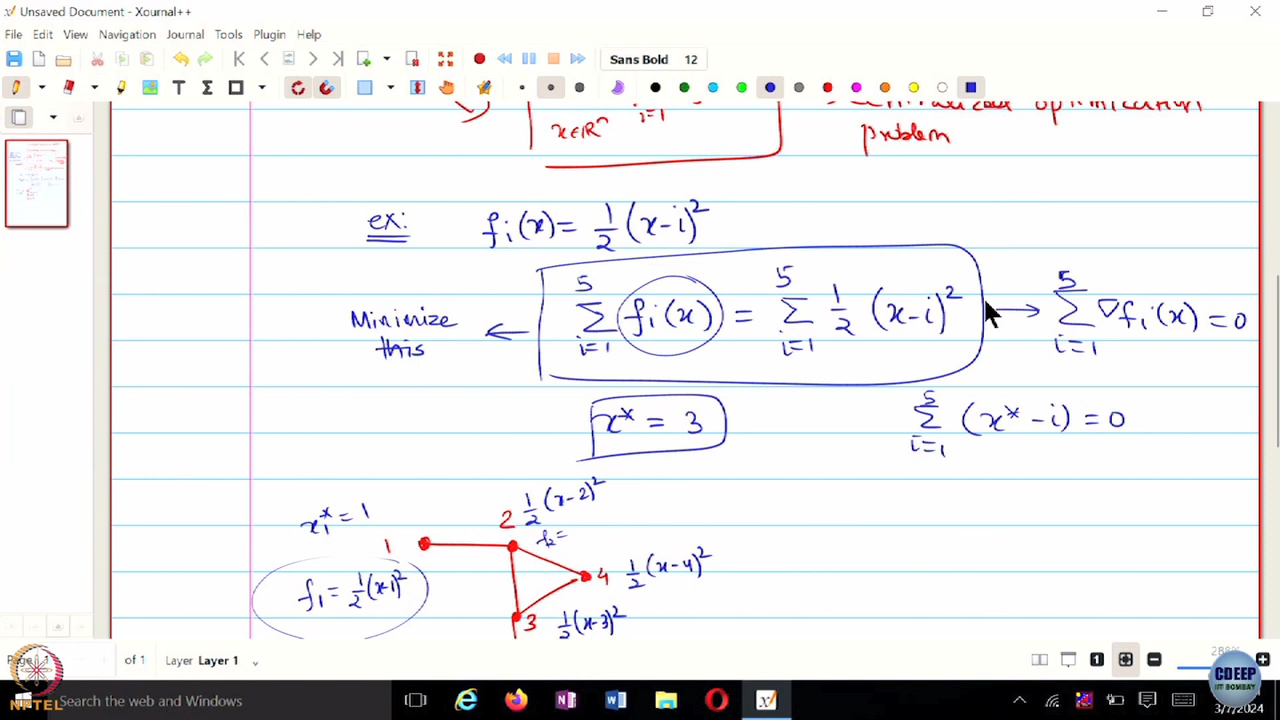 Unsaved Document - Xournal++
File Edit View Navigation Journal Tools Plugin Help
Sans Bold 12
x∈Rⁿ i=1
optimization
problem
ex: fᵢ(x) = 1/2 (x-i)²
Minimize this ← 5 Σ i=1 fᵢ(x) = 5 Σ i=1 1/2 (x-i)² → 5 Σ i=1 ∇fᵢ(x) = 0
x* = 3 5 Σ i=1 (x* - i) = 0
x₁* = 1
2 1/2 (x-2)²
f₂=
1
f₁ = 1/2 (x-1)²
4 1/2 (x-4)²
3 1/2 (x-3)²
of 1 Layer Layer 1
288%
NPTEL
CDEEP
IIT BOMBAY
Search the web and Windows
3/7/2024